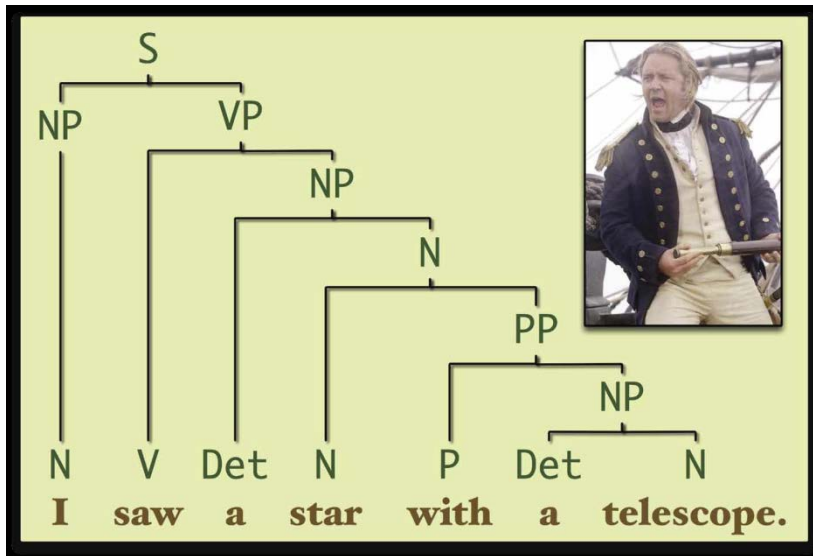 S
NP VP
NP
N
PP
NP
N V Det N P Det N
I saw a star with a telescope.